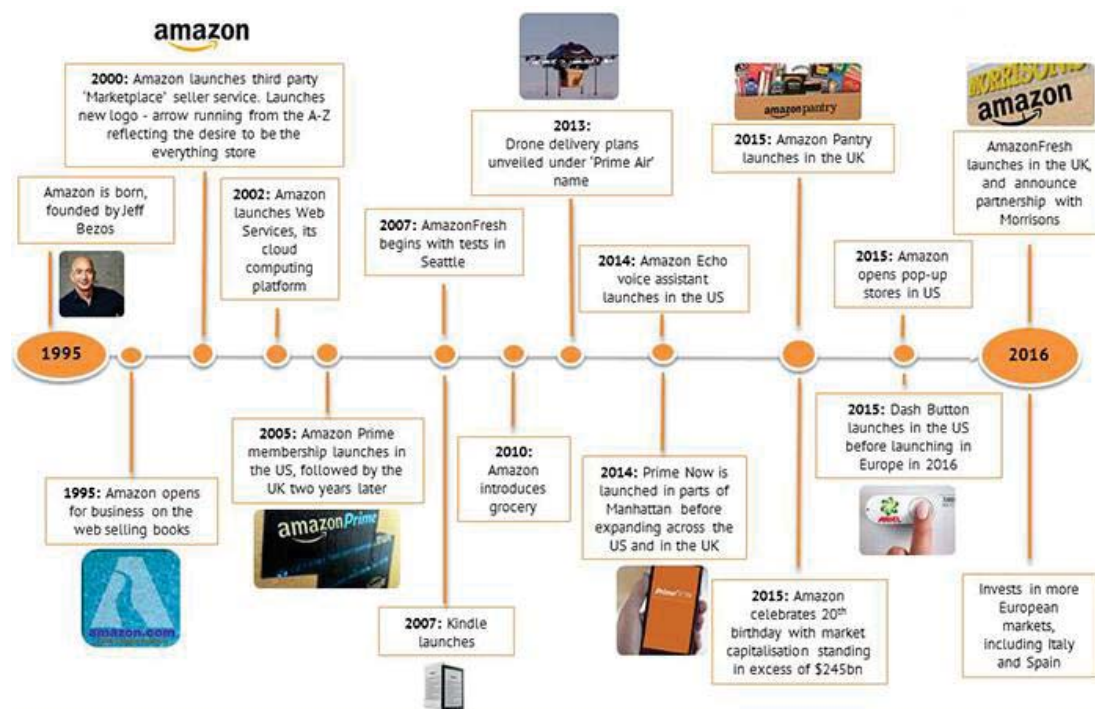 amazon
2000: Amazon launches third party
'Marketplace' seller service. Launches
new logo - arrow running from the A-Z
reflecting the desire to be the
everything store
Amazon is born,
founded by Jeff
Bezos
2002: Amazon
launches Web
Services, its
cloud
computing
platform
2007: AmazonFresh
begins with tests in
Seattle
2013:
Drone delivery plans
unveiled under 'Prime Air'
name
2014: Amazon Echo
voice assistant
launches in the US
amazonpantry
2015: Amazon Pantry
launches in the UK
2015: Amazon
opens pop-up
stores in US
MORRISONS
amazon
AmazonFresh
launches in the UK,
and announce
partnership with
Morrisons
1995
2016
1995: Amazon opens
for business on the
web selling books
amazon.com
2005: Amazon Prime
membership launches
in the US, followed by the
UK two years later
amazonPrime
2007: Kindle
launches
2010:
Amazon
introduces
grocery
2014: Prime Now is
launched in parts of
Manhattan before
expanding across the
US and in the UK
2015: Amazon
celebrates 20th
birthday with market
capitalisation standing
in excess of $245bn
2015: Dash Button
launches in the US
before launching in
Europe in 2016
ARIEL
Invests in more
European
markets,
including Italy
and Spain